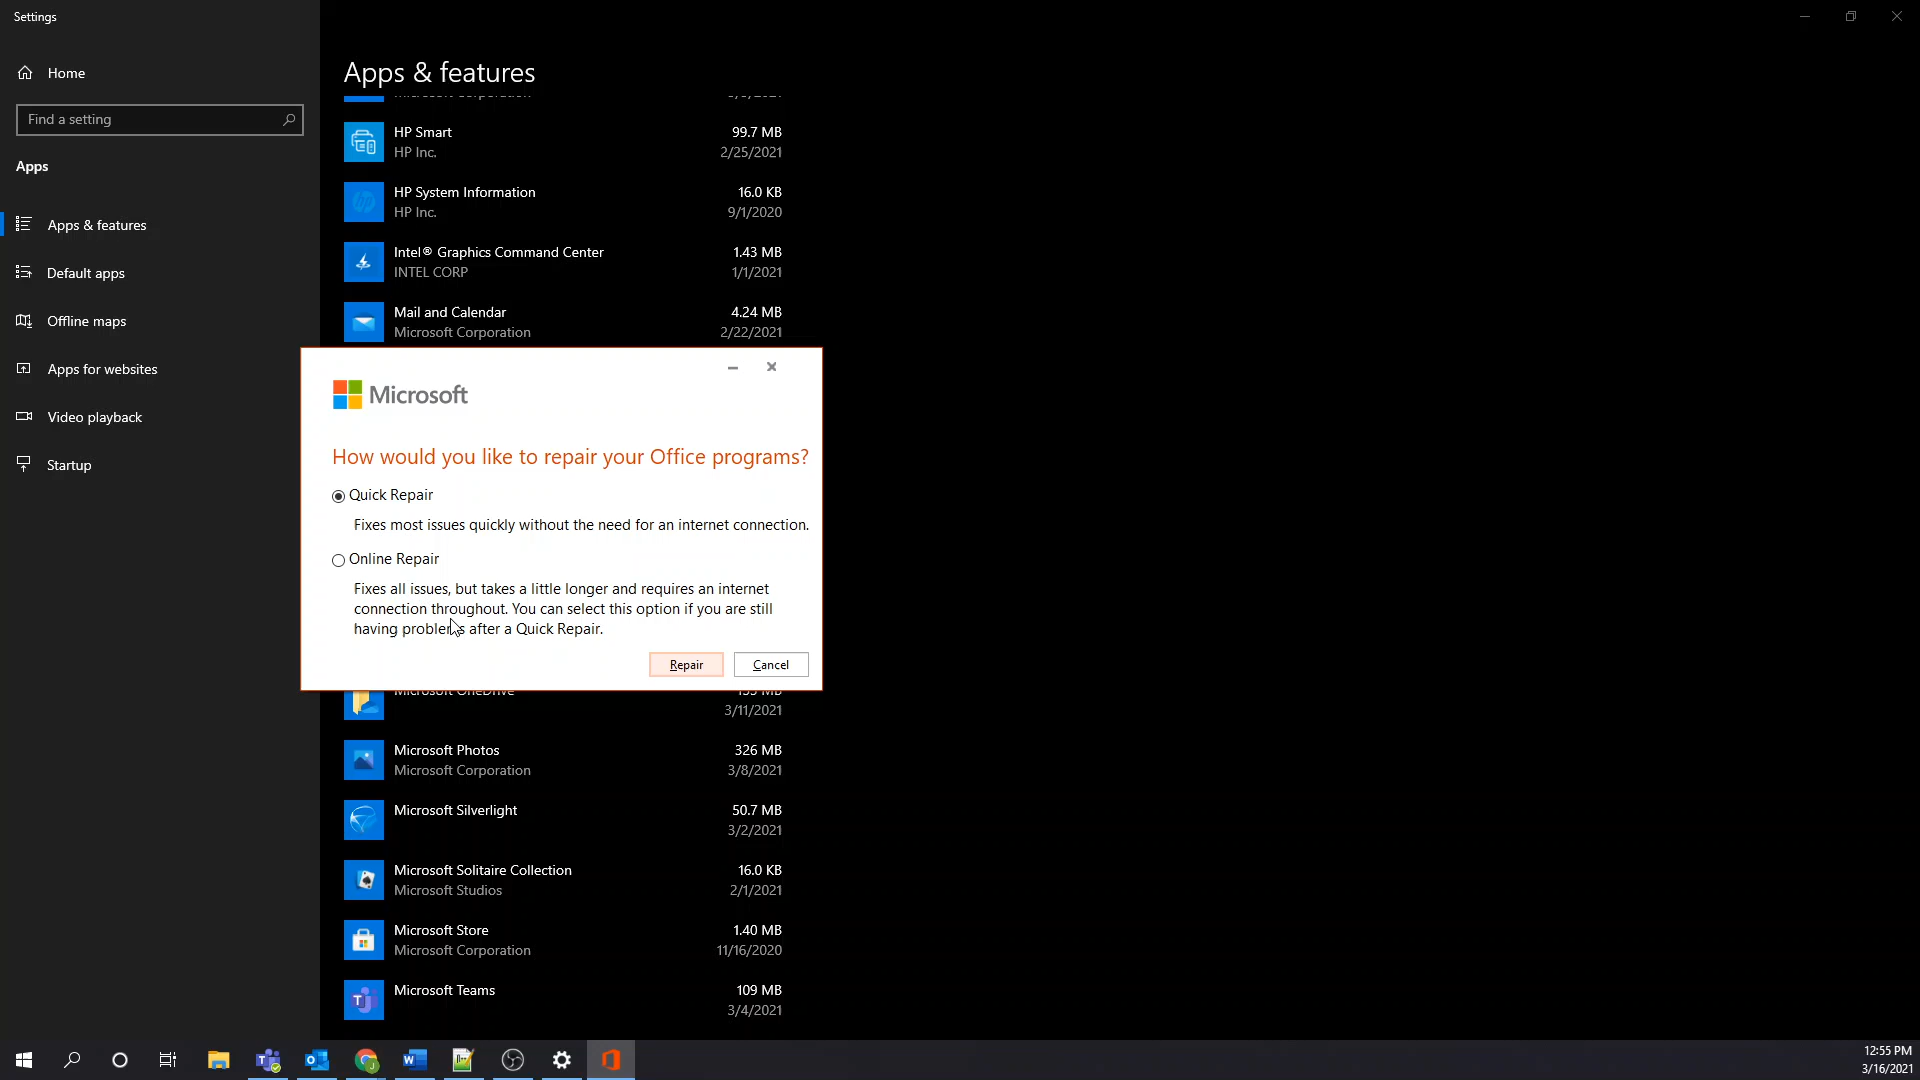 Settings
Home
Find a setting
Apps
Apps & features
Default apps
Offline maps
Apps for websites
Video playback
Startup
Apps & features
HP Smart 99.7 MB
HP Inc. 2/25/2021
HP System Information 16.0 KB
HP Inc. 9/1/2020
Intel® Graphics Command Center 1.43 MB
INTEL CORP 1/1/2021
Mail and Calendar 4.24 MB
Microsoft Corporation 2/22/2021
Microsoft
How would you like to repair your Office programs?
Quick Repair
Fixes most issues quickly without the need for an internet connection.
Online Repair
Fixes all issues, but takes a little longer and requires an internet
connection throughout. You can select this option if you are still
having problems after a Quick Repair.
Repair Cancel
Microsoft OneDrive
3/11/2021
Microsoft Photos 326 MB
Microsoft Corporation 3/8/2021
Microsoft Silverlight 50.7 MB
3/2/2021
Microsoft Solitaire Collection 16.0 KB
Microsoft Studios 2/1/2021
Microsoft Store 1.40 MB
Microsoft Corporation 11/16/2020
Microsoft Teams 109 MB
3/4/2021
12:55 PM
3/16/2021